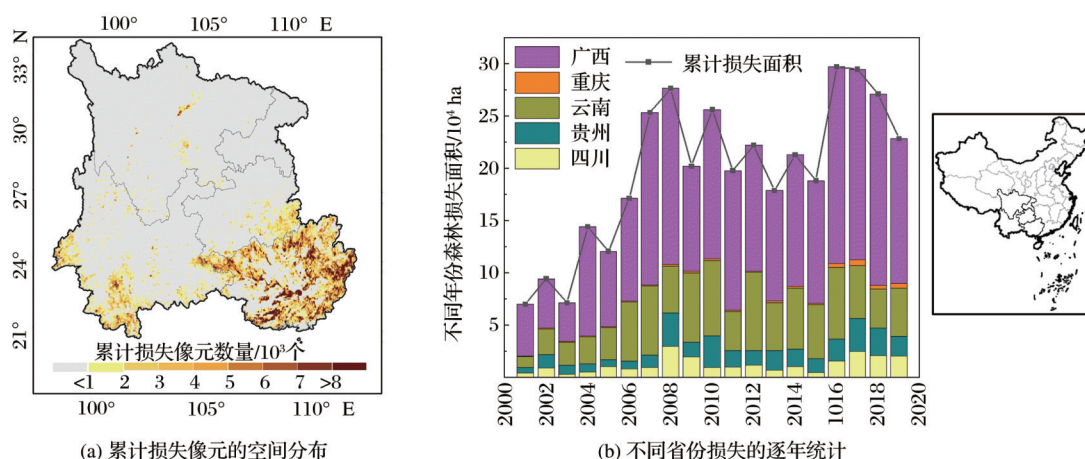 100° 105° 110° E
N
33°
30°
27°
24°
21°
累计损失像元数量/10³个
<1 2 3 4 5 6 7 >8
100° 105° 110° E
(a) 累计损失像元的空间分布
不同年份森林损失面积/10⁴ ha
30
25
20
15
10
5
广西
重庆
云南
贵州
四川
累计损失面积
2000 2002 2004 2006 2008 2010 2012 2014 1016 2018 2020
(b) 不同省份损失的逐年统计